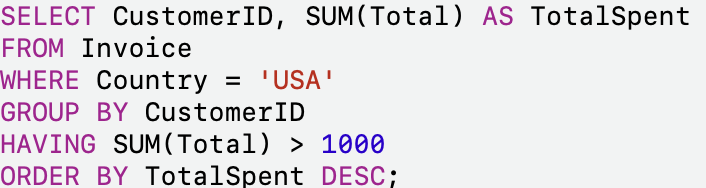 SELECT CustomerID, SUM(Total) AS TotalSpent
FROM Invoice
WHERE Country = 'USA'
GROUP BY CustomerID
HAVING SUM(Total) > 1000
ORDER BY TotalSpent DESC;